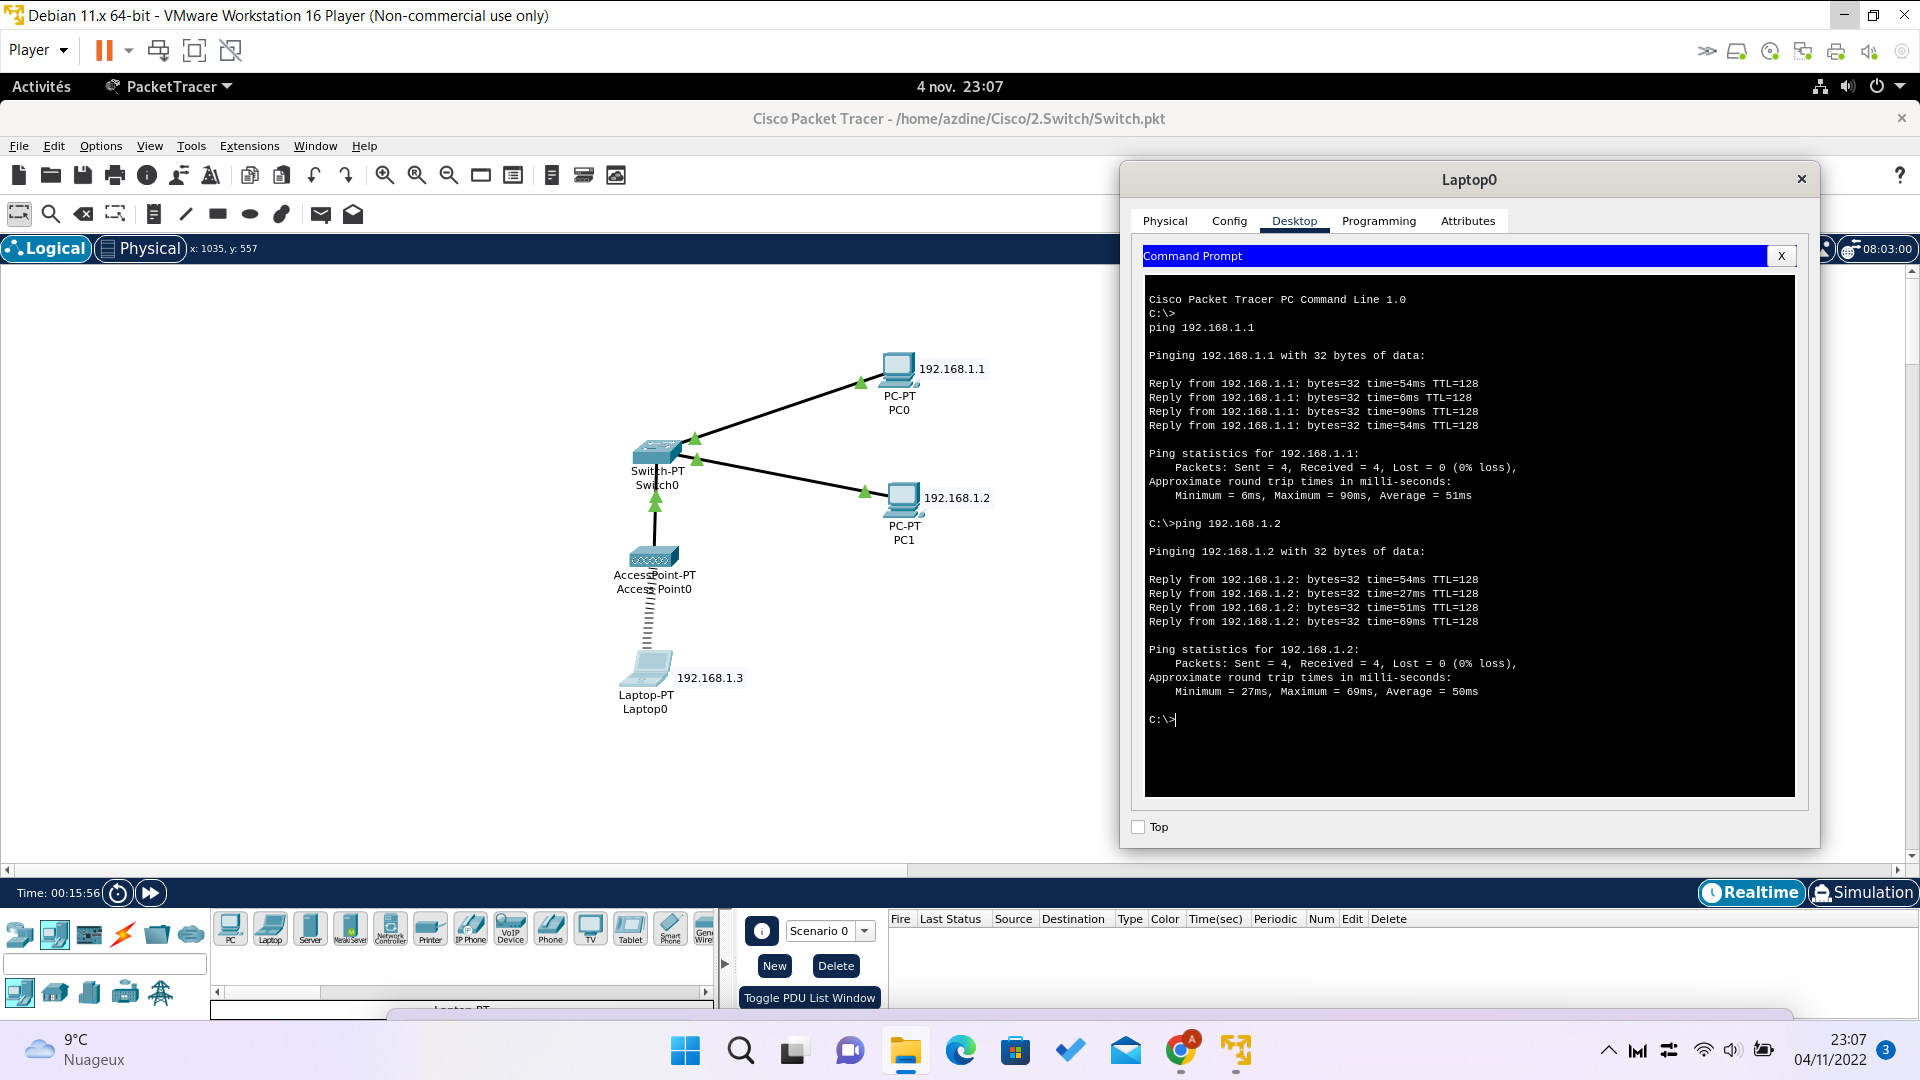 Debian 11.x 64-bit - VMware Workstation 16 Player (Non-commercial use only)
Player
Activités
PacketTracer
4 nov. 23:07
Cisco Packet Tracer - /home/azdine/Cisco/2.Switch/Switch.pkt
File Edit Options View Tools Extensions Window Help
Logical
Physical
x: 1035, y: 557
08:03:00
192.168.1.1
PC-PT
PC0
Switch-PT
Switch0
192.168.1.2
PC-PT
PC1
AccessPoint-PT
Access Point0
192.168.1.3
Laptop-PT
Laptop0
Laptop0
Physical Config Desktop Programming Attributes
Command Prompt
X
Cisco Packet Tracer PC Command Line 1.0
C:\>
ping 192.168.1.1
Pinging 192.168.1.1 with 32 bytes of data:
Reply from 192.168.1.1: bytes=32 time=54ms TTL=128
Reply from 192.168.1.1: bytes=32 time=6ms TTL=128
Reply from 192.168.1.1: bytes=32 time=90ms TTL=128
Reply from 192.168.1.1: bytes=32 time=54ms TTL=128
Ping statistics for 192.168.1.1:
Packets: Sent = 4, Received = 4, Lost = 0 (0% loss),
Approximate round trip times in milli-seconds:
Minimum = 6ms, Maximum = 90ms, Average = 51ms
C:\>ping 192.168.1.2
Pinging 192.168.1.2 with 32 bytes of data:
Reply from 192.168.1.2: bytes=32 time=54ms TTL=128
Reply from 192.168.1.2: bytes=32 time=27ms TTL=128
Reply from 192.168.1.2: bytes=32 time=51ms TTL=128
Reply from 192.168.1.2: bytes=32 time=69ms TTL=128
Ping statistics for 192.168.1.2:
Packets: Sent = 4, Received = 4, Lost = 0 (0% loss),
Approximate round trip times in milli-seconds:
Minimum = 27ms, Maximum = 69ms, Average = 50ms
C:\>
Top
Time: 00:15:56
Realtime
Simulation
PC
Laptop
Server
Meraki Server
Network Controller
Printer
IP Phone
VoIP Device
Phone
TV
Tablet
Smart Phone
Scenario 0
New
Delete
Toggle PDU List Window
Fire Last Status Source Destination Type Color Time(sec) Periodic Num Edit Delete
9°C
Nuageux
A
23:07
04/11/2022
3